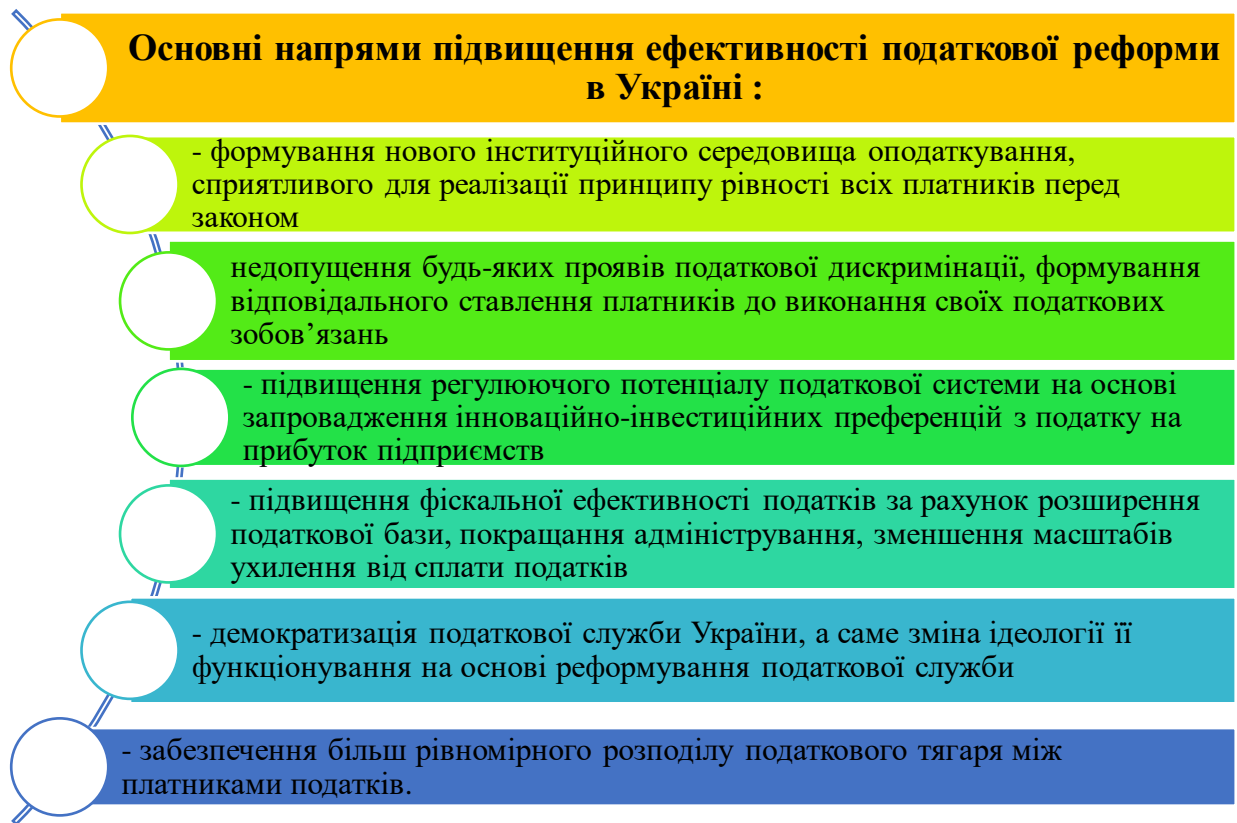 Основні напрями підвищення ефективності податкової реформи
в Україні :
- формування нового інституційного середовища оподаткування,
сприятливого для реалізації принципу рівності всіх платників перед
законом
недопущення будь-яких проявів податкової дискримінації, формування
відповідального ставлення платників до виконання своїх податкових
зобов’язань
- підвищення регулюючого потенціалу податкової системи на основі
запровадження інноваційно-інвестиційних преференцій з податку на
прибуток підприємств
- підвищення фіскальної ефективності податків за рахунок розширення
податкової бази, покращання адміністрування, зменшення масштабів
ухилення від сплати податків
- демократизація податкової служби України, а саме зміна ідеології її
функціонування на основі реформування податкової служби
- забезпечення більш рівномірного розподілу податкового тягаря між
платниками податків.